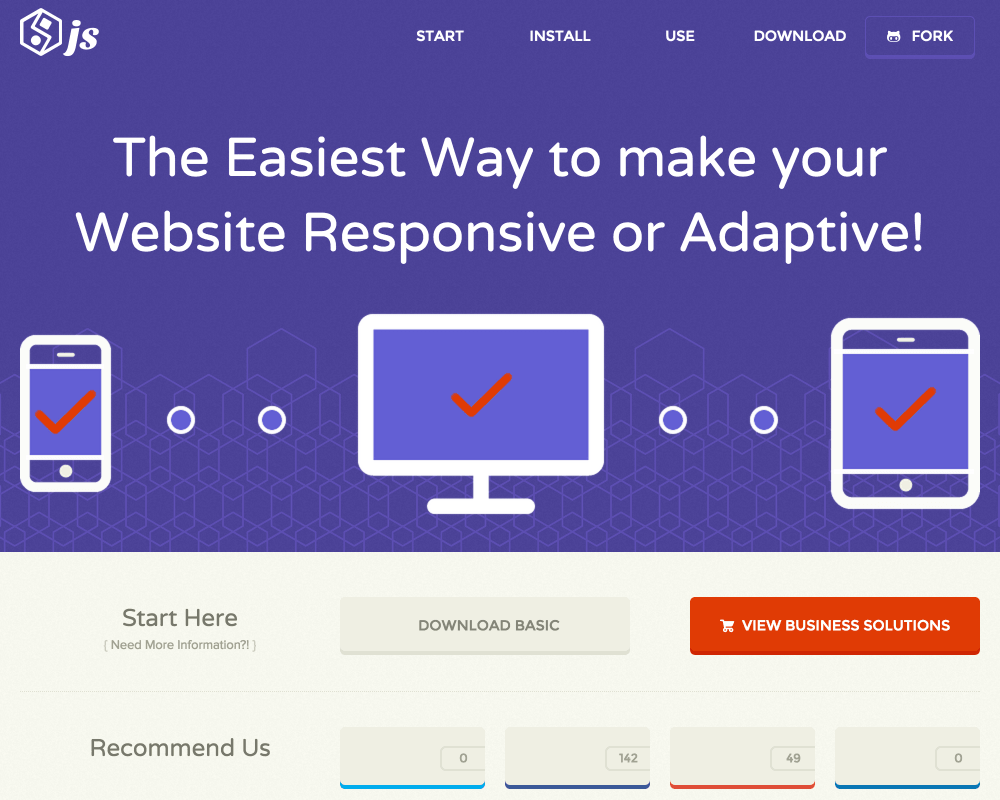 js
START INSTALL USE DOWNLOAD FORK
The Easiest Way to make your
Website Responsive or Adaptive!
Start Here
( Need More Information?! )
DOWNLOAD BASIC
VIEW BUSINESS SOLUTIONS
Recommend Us
0 142 49 0